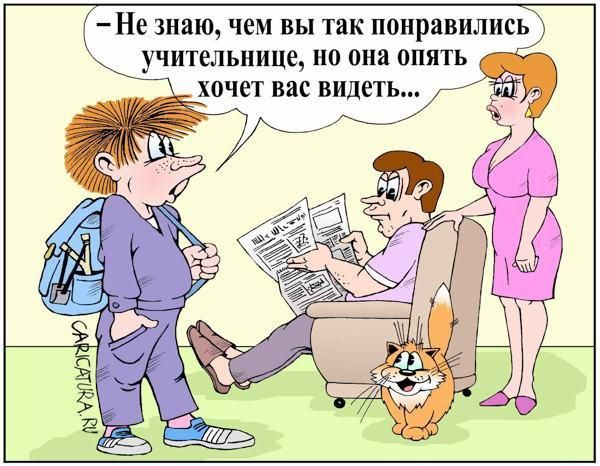 – Не знаю, чем вы так понравились
учительнице, но она опять
хочет вас видеть...
CARICATURA.RU